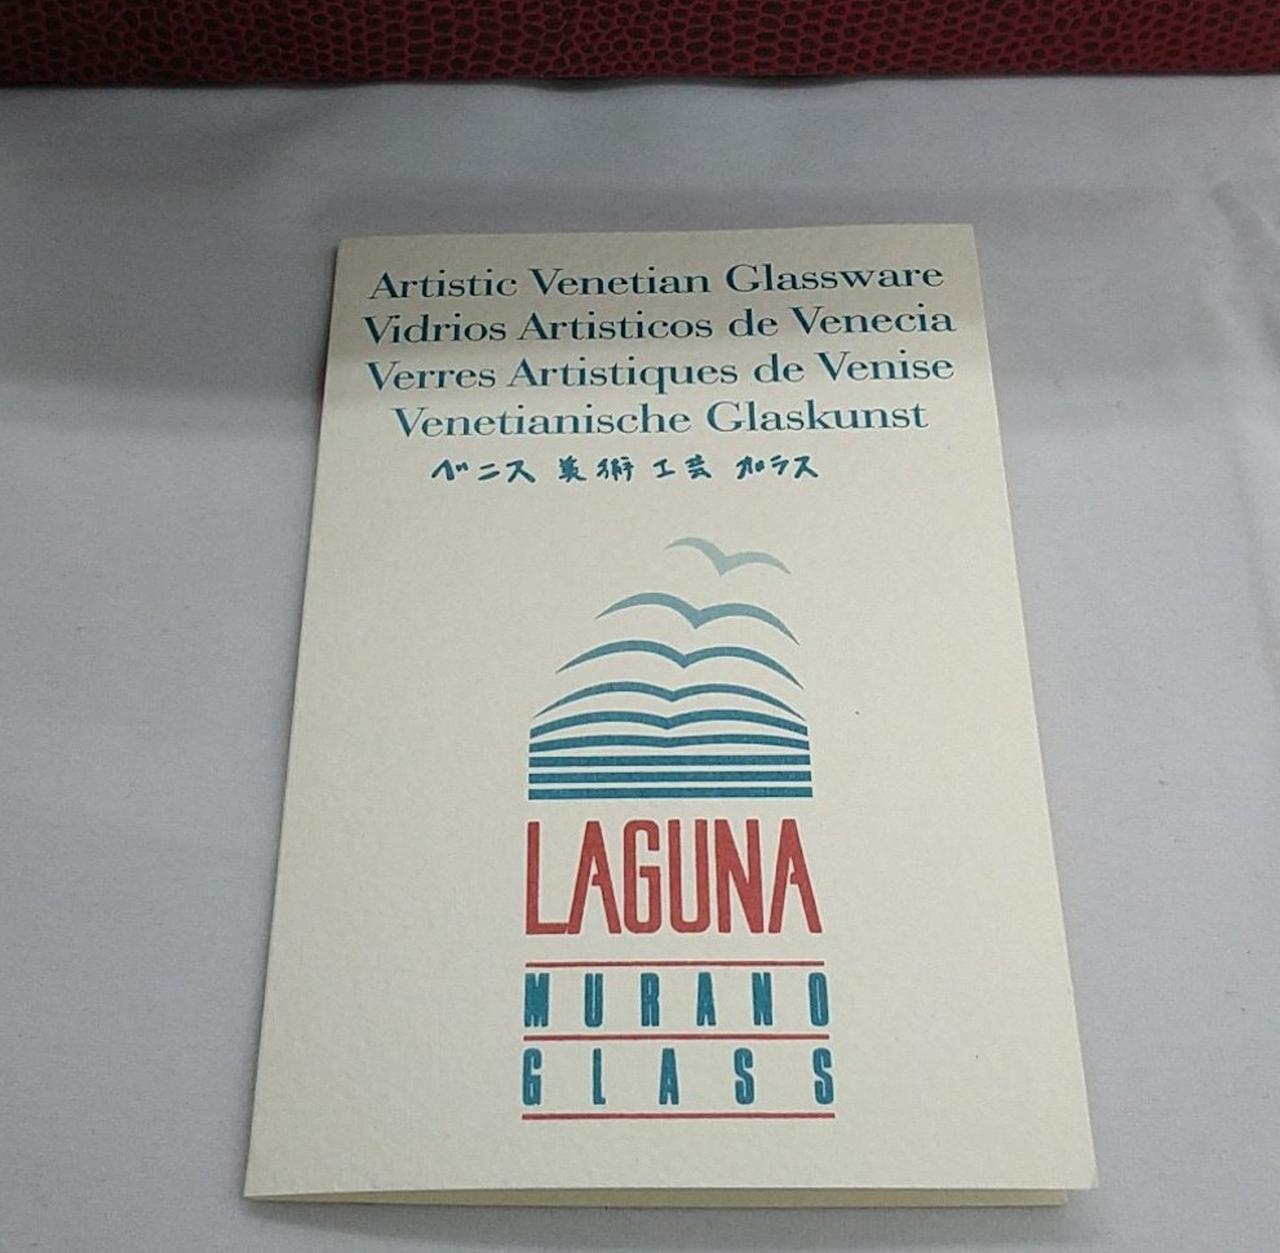 Artistic Venetian Glassware
Vidrios Artisticos de Venecia
Verres Artistiques de Venise
Venetianische Glaskunst
ベニス 美術 工芸 ガラス
LAGUNA
MURANO
GLASS